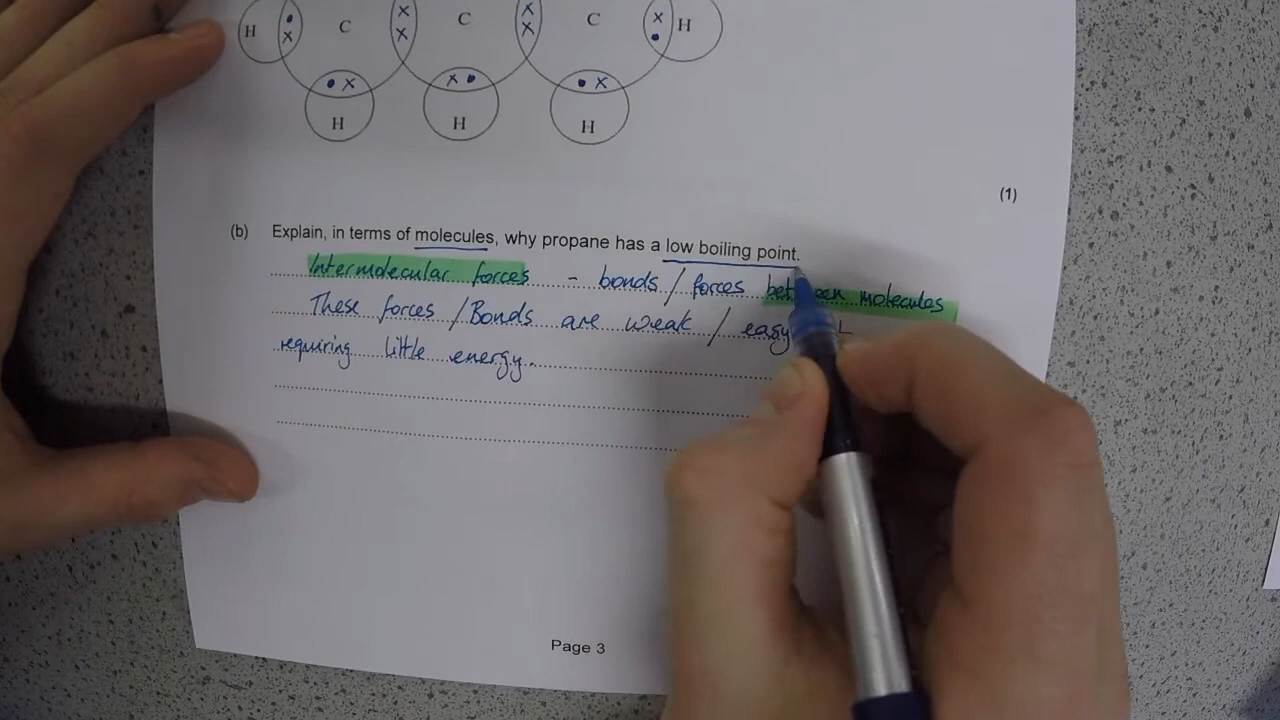 H C C C H
H H H
(1)
(b) Explain, in terms of molecules, why propane has a low boiling point.
Intermolecular forces - bonds / forces between molecules
These forces / Bonds are weak / easy
requiring little energy.
Page 3